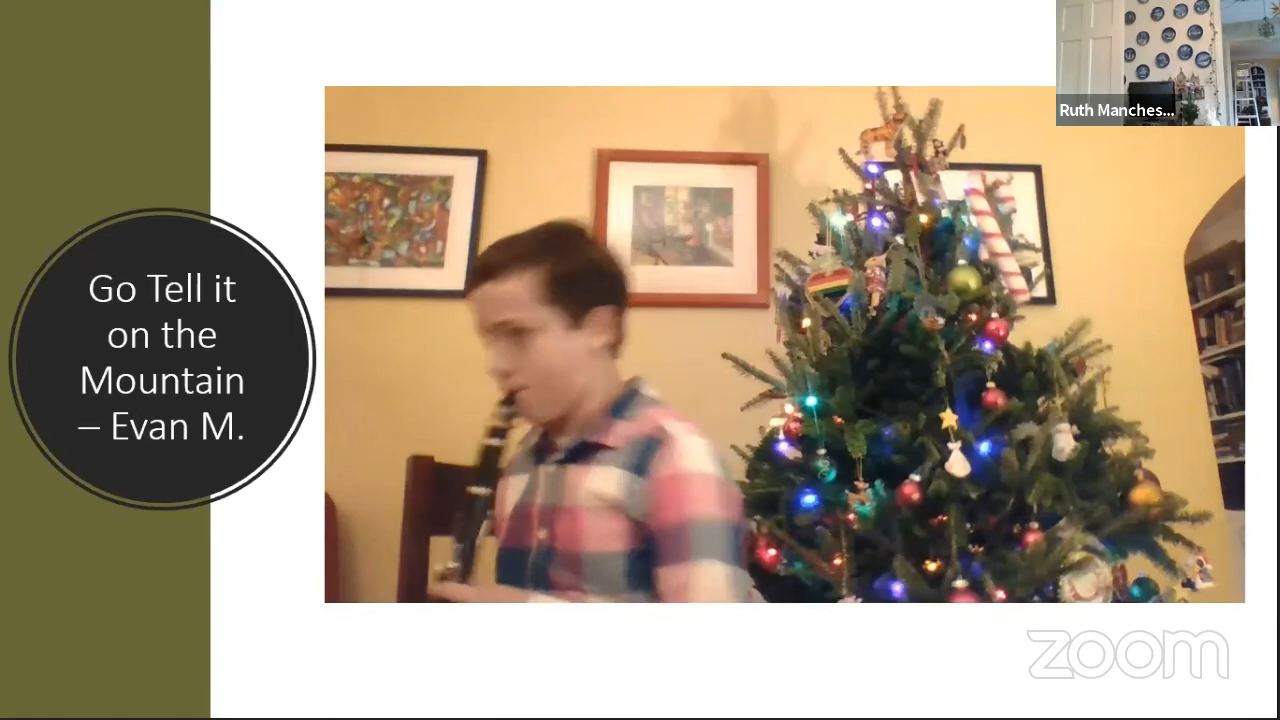 Go Tell it
on the
Mountain
– Evan M.
Ruth Manches...
zoom